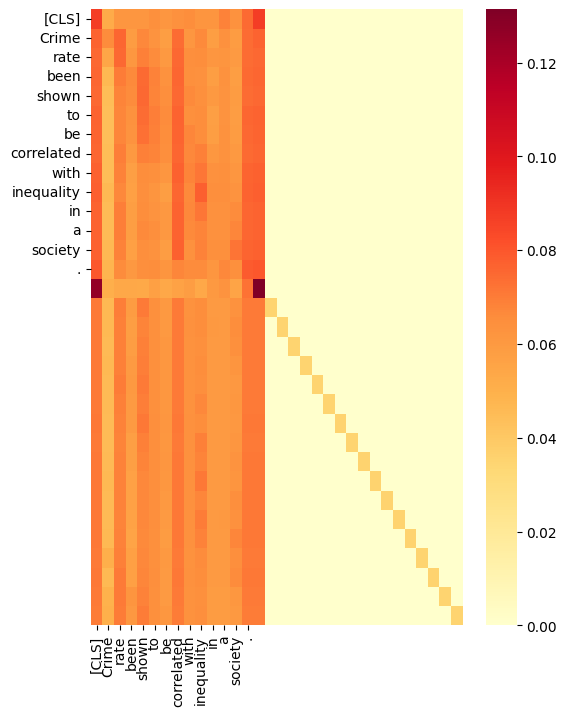 [CLS]
Crime
rate
been
shown
to
be
correlated
with
inequality
in
a
society
.
0.12
0.10
0.08
0.06
0.04
0.02
0.00
[CLS]
Crime
rate
been
shown
to
be
correlated
with
inequality
in
a
society
.